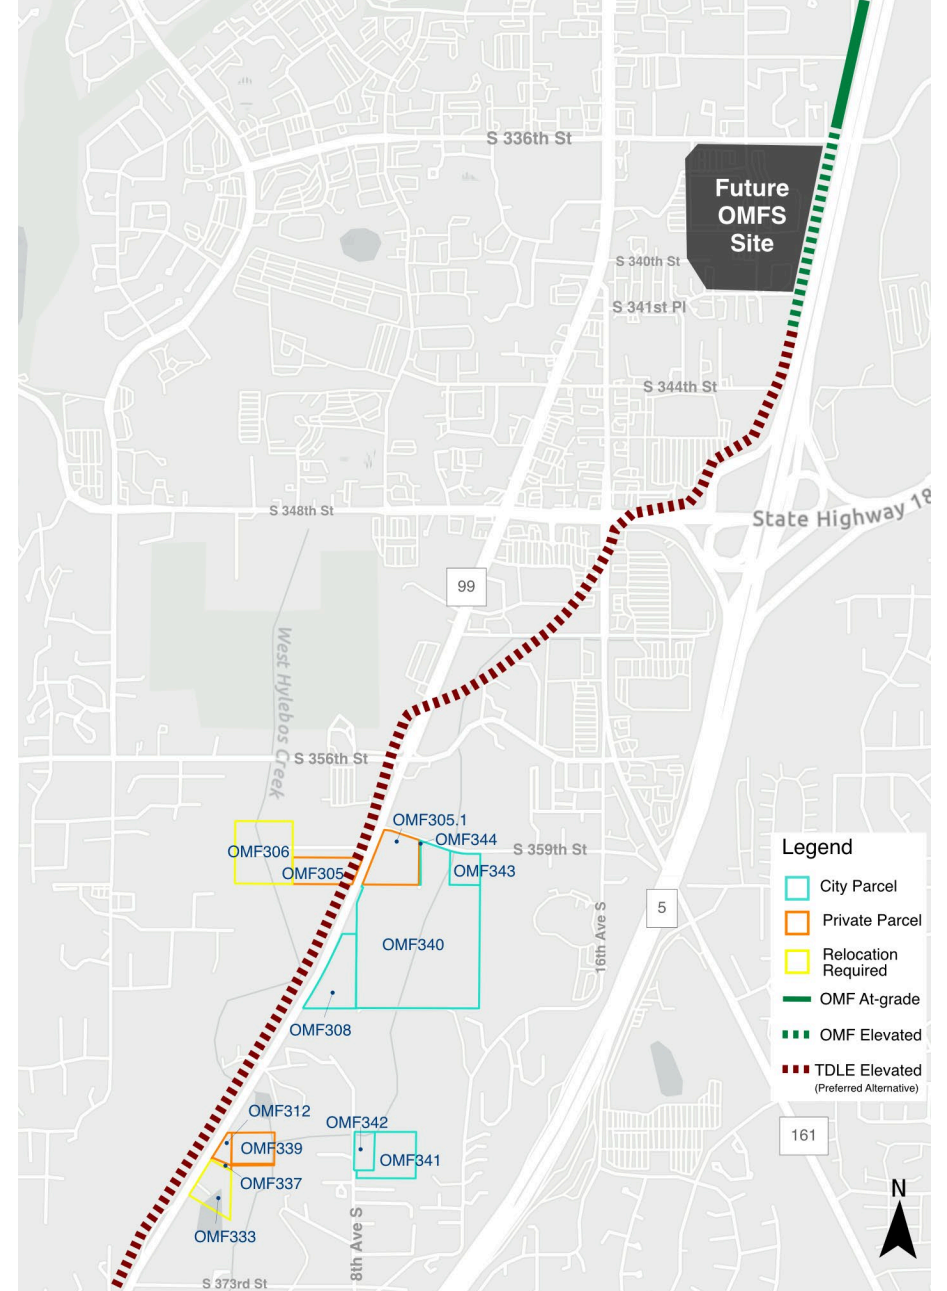 S 336th St
Future
OMFS
Site
S 340th St
S 341st Pl
S 344th St
S 348th St
State Highway 18
99
West Hylebos Creek
S 356th St
OMF305.1
OMF344
OMF306
S 359th St
OMF305
OMF343
5
16th Ave S
OMF340
OMF308
OMF312
OMF342
OMF339
OMF341
OMF337
OMF333
8th Ave S
S 373rd St
161
Legend
City Parcel
Private Parcel
Relocation
Required
OMF At-grade
OMF Elevated
TDLE Elevated
(Preferred Alternative)
N